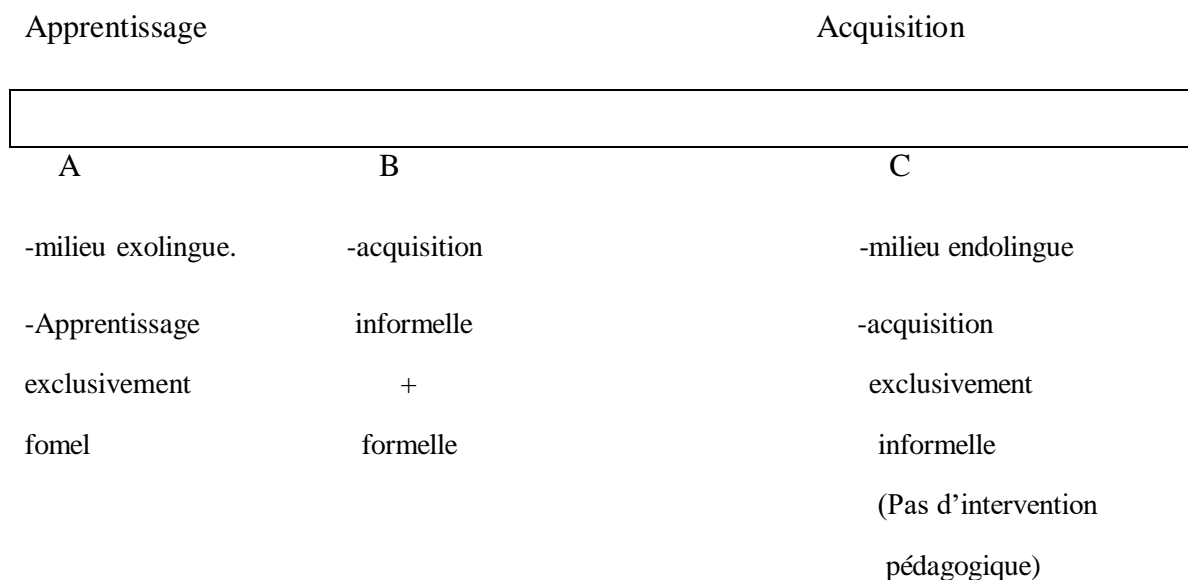 Apprentissage Acquisition
A B C
-milieu exolingue. -acquisition -milieu endolingue
-Apprentissage informelle -acquisition
exclusivement + exclusivement
fomel formelle informelle
(Pas d’intervention
pédagogique)